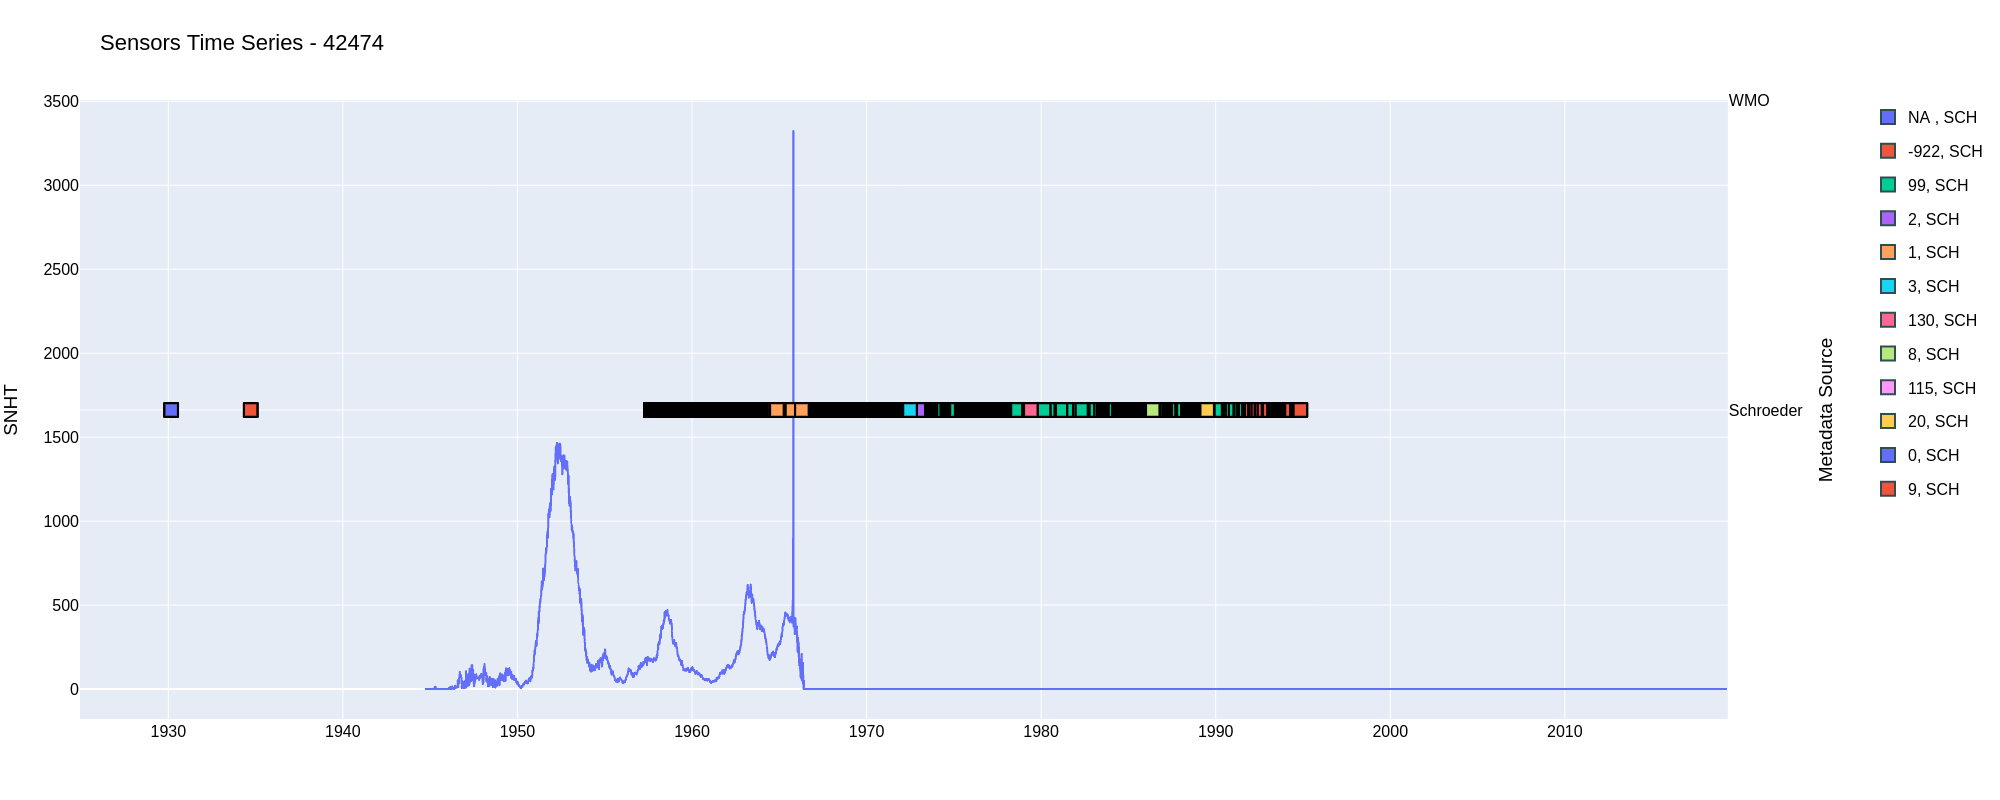 Sensors Time Series - 42474
3500
3000
2500
2000
1500
1000
500
0
SNHT
1930
1940
1950
1960
1970
1980
1990
2000
2010
WMO
Schroeder
Metadata Source
NA , SCH
-922, SCH
99, SCH
2, SCH
1, SCH
3, SCH
130, SCH
8, SCH
115, SCH
20, SCH
0, SCH
9, SCH